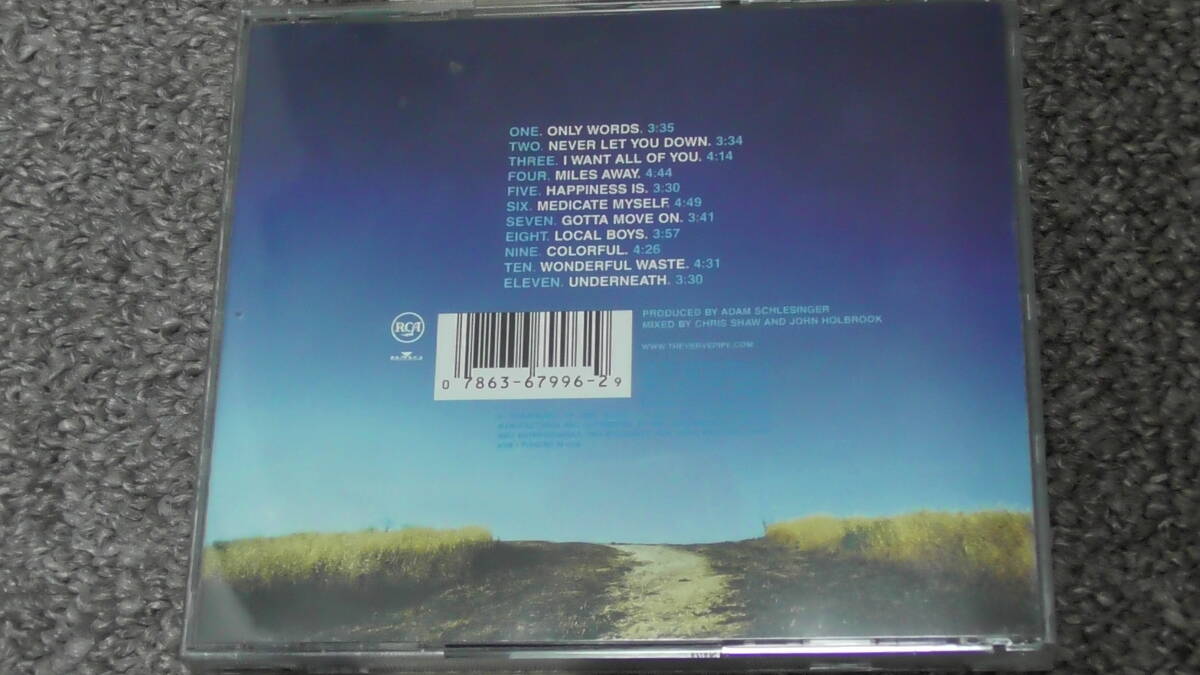 ONE. ONLY WORDS. 3:35
TWO. NEVER LET YOU DOWN. 3:34
THREE. I WANT ALL OF YOU. 4:14
FOUR. MILES AWAY. 4:44
FIVE. HAPPINESS IS. 3:30
SIX. MEDICATE MYSELF. 4:49
SEVEN. GOTTA MOVE ON. 3:41
EIGHT. LOCAL BOYS. 3:57
NINE. COLORFUL. 4:26
TEN. WONDERFUL WASTE. 4:31
ELEVEN. UNDERNEATH. 3:30
PRODUCED BY ADAM SCHLESINGER
MIXED BY CHRIS SHAW AND JOHN HOLBROOK
WWW.THEVERVEPIPE.COM
RCA
0 7863-67996-2 9